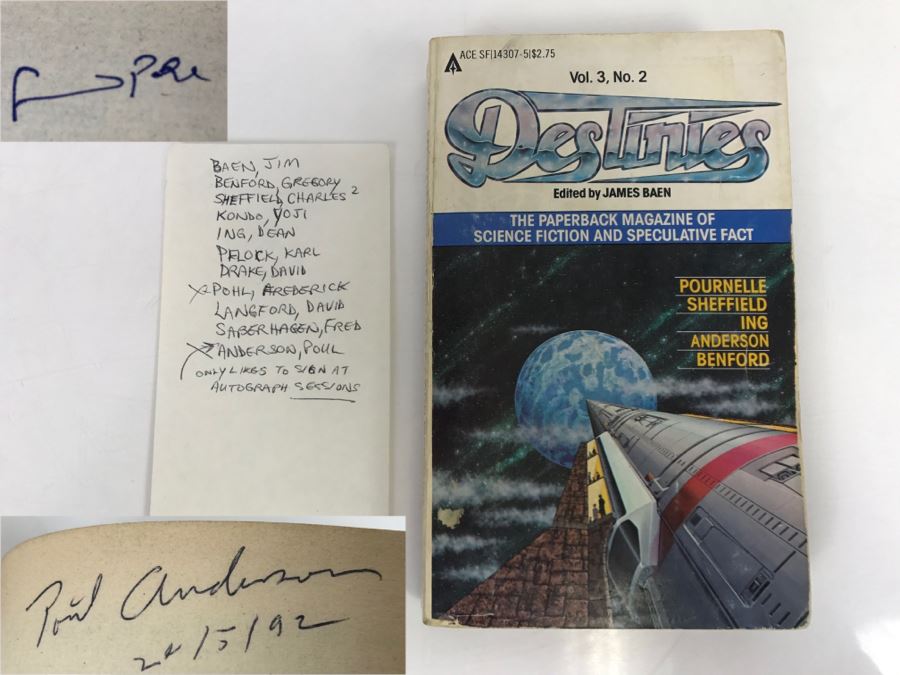 Pohl
BAEN, JIM
BENFORD, GREGORY
SHEFFIELD, CHARLES 2
KONDO, YOJI
ING, DEAN
PFLOCK, KARL
DRAKE, DAVID
X POHL, FREDERICK
LANGFORD, DAVID
SABERHAGEN, FRED
X ANDERSON, POUL
ONLY LIKES TO SIGN AT
AUTOGRAPH SESSIONS
Poul Anderson
/5/92
ACE SF|14307-5|$2.75
Vol. 3, No. 2
Destinies
Edited by JAMES BAEN
THE PAPERBACK MAGAZINE OF
SCIENCE FICTION AND SPECULATIVE FACT
POURNELLE
SHEFFIELD
ING
ANDERSON
BENFORD